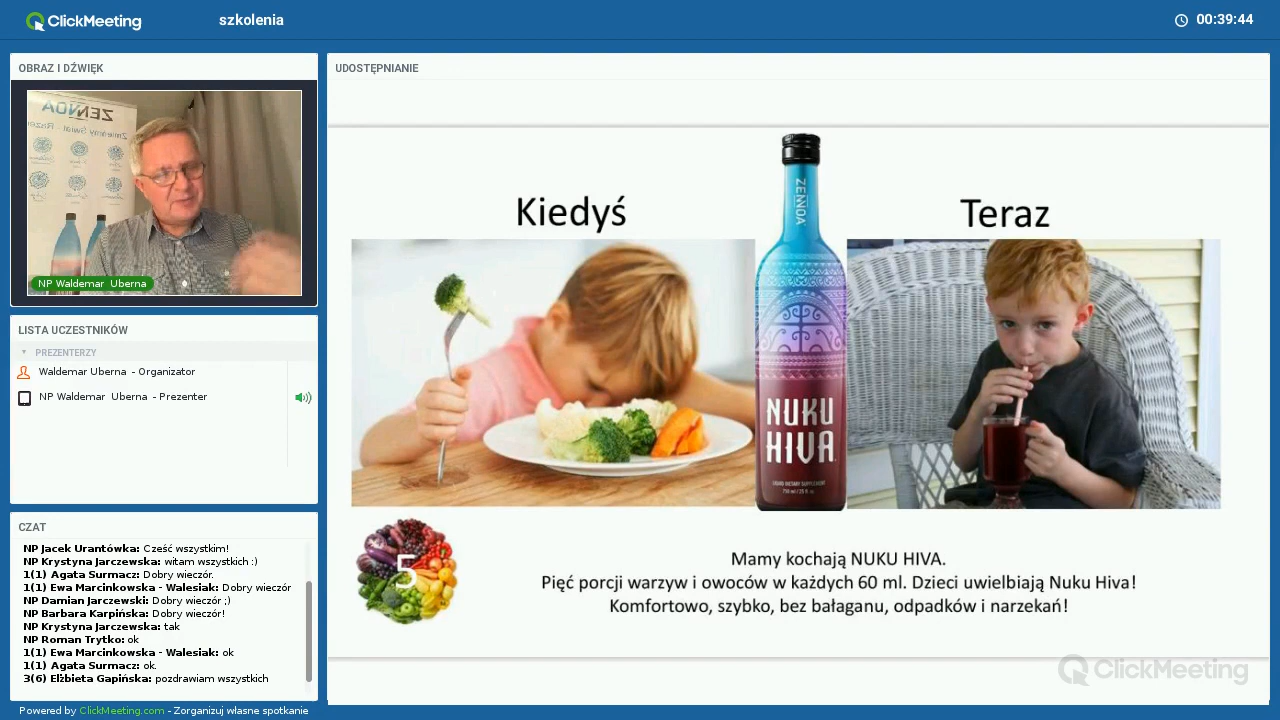 ClickMeeting
szkolenia
00:39:44
OBRAZ I DŹWIĘK
ZENNOA
NP Waldemar Uberna
LISTA UCZESTNIKÓW
PREZENTERZY
Waldemar Uberna - Organizator
NP Waldemar Uberna - Prezenter
CZAT
NP Jacek Urantówka: Cześć wszystkim!
NP Krystyna Jarczewska: witam wszystkich :)
1(1) Agata Surmacz: Dobry wieczór.
1(1) Ewa Marcinkowska - Walesiak: Dobry wieczór
NP Damian Jarczewski: Dobry wieczór ;)
NP Barbara Karpińska: Dobry wieczór!
NP Krystyna Jarczewska: tak
NP Roman Trytko: ok
1(1) Ewa Marcinkowska - Walesiak: ok
1(1) Agata Surmacz: ok.
3(6) Elżbieta Gapińska: pozdrawiam wszystkich
Powered by ClickMeeting.com - Zorganizuj własne spotkanie
UDOSTĘPNIANIE
Kiedyś
Teraz
ZENNOA
NUKU
HIVA
5
Mamy kochają NUKU HIVA.
Pięć porcji warzyw i owoców w każdych 60 ml. Dzieci uwielbiają Nuku Hiva!
Komfortowo, szybko, bez bałaganu, odpadków i narzekań!
ClickMeeting